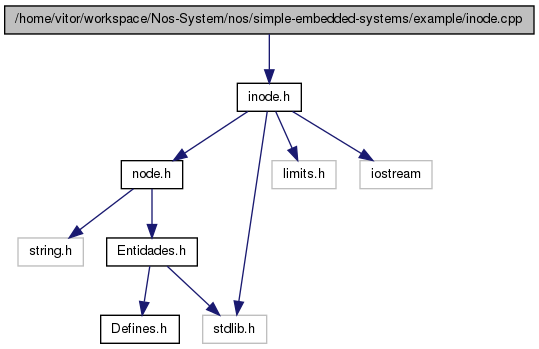 /home/vitor/workspace/Nos-System/nos/simple-embedded-systems/example/inode.cpp
inode.h
node.h
limits.h
iostream
string.h
Entidades.h
Defines.h
stdlib.h